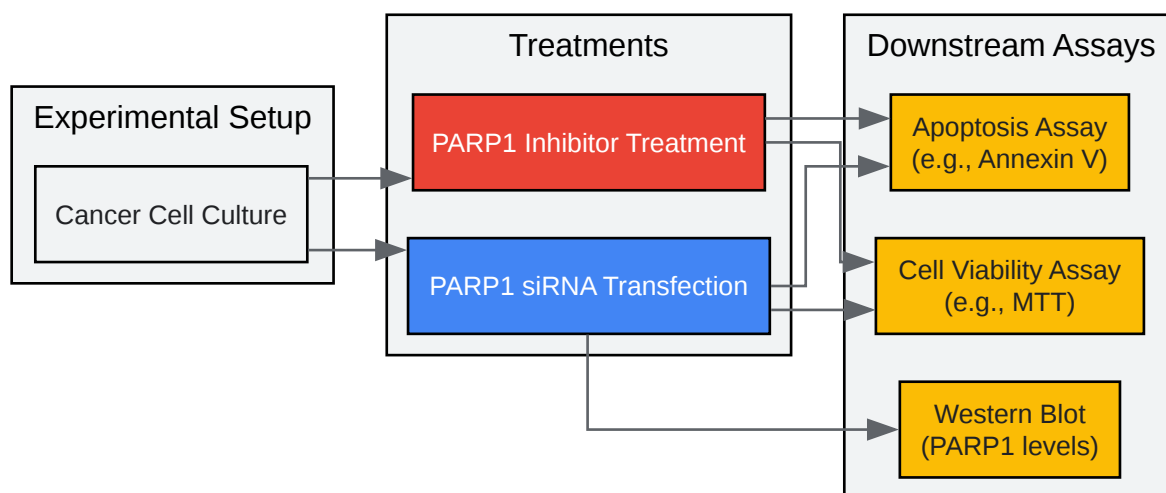 Experimental Setup
Cancer Cell Culture
Treatments
PARP1 Inhibitor Treatment
PARP1 siRNA Transfection
Downstream Assays
Apoptosis Assay
(e.g., Annexin V)
Cell Viability Assay
(e.g., MTT)
Western Blot
(PARP1 levels)